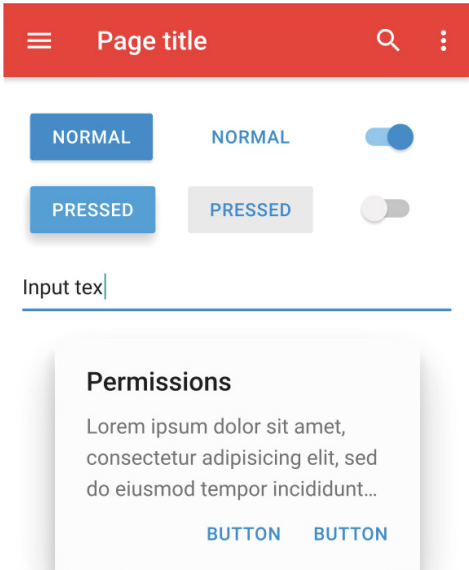 Page title
NORMAL NORMAL
PRESSED PRESSED
Input tex
Permissions
Lorem ipsum dolor sit amet,
consectetur adipisicing elit, sed
do eiusmod tempor incididunt...
BUTTON BUTTON